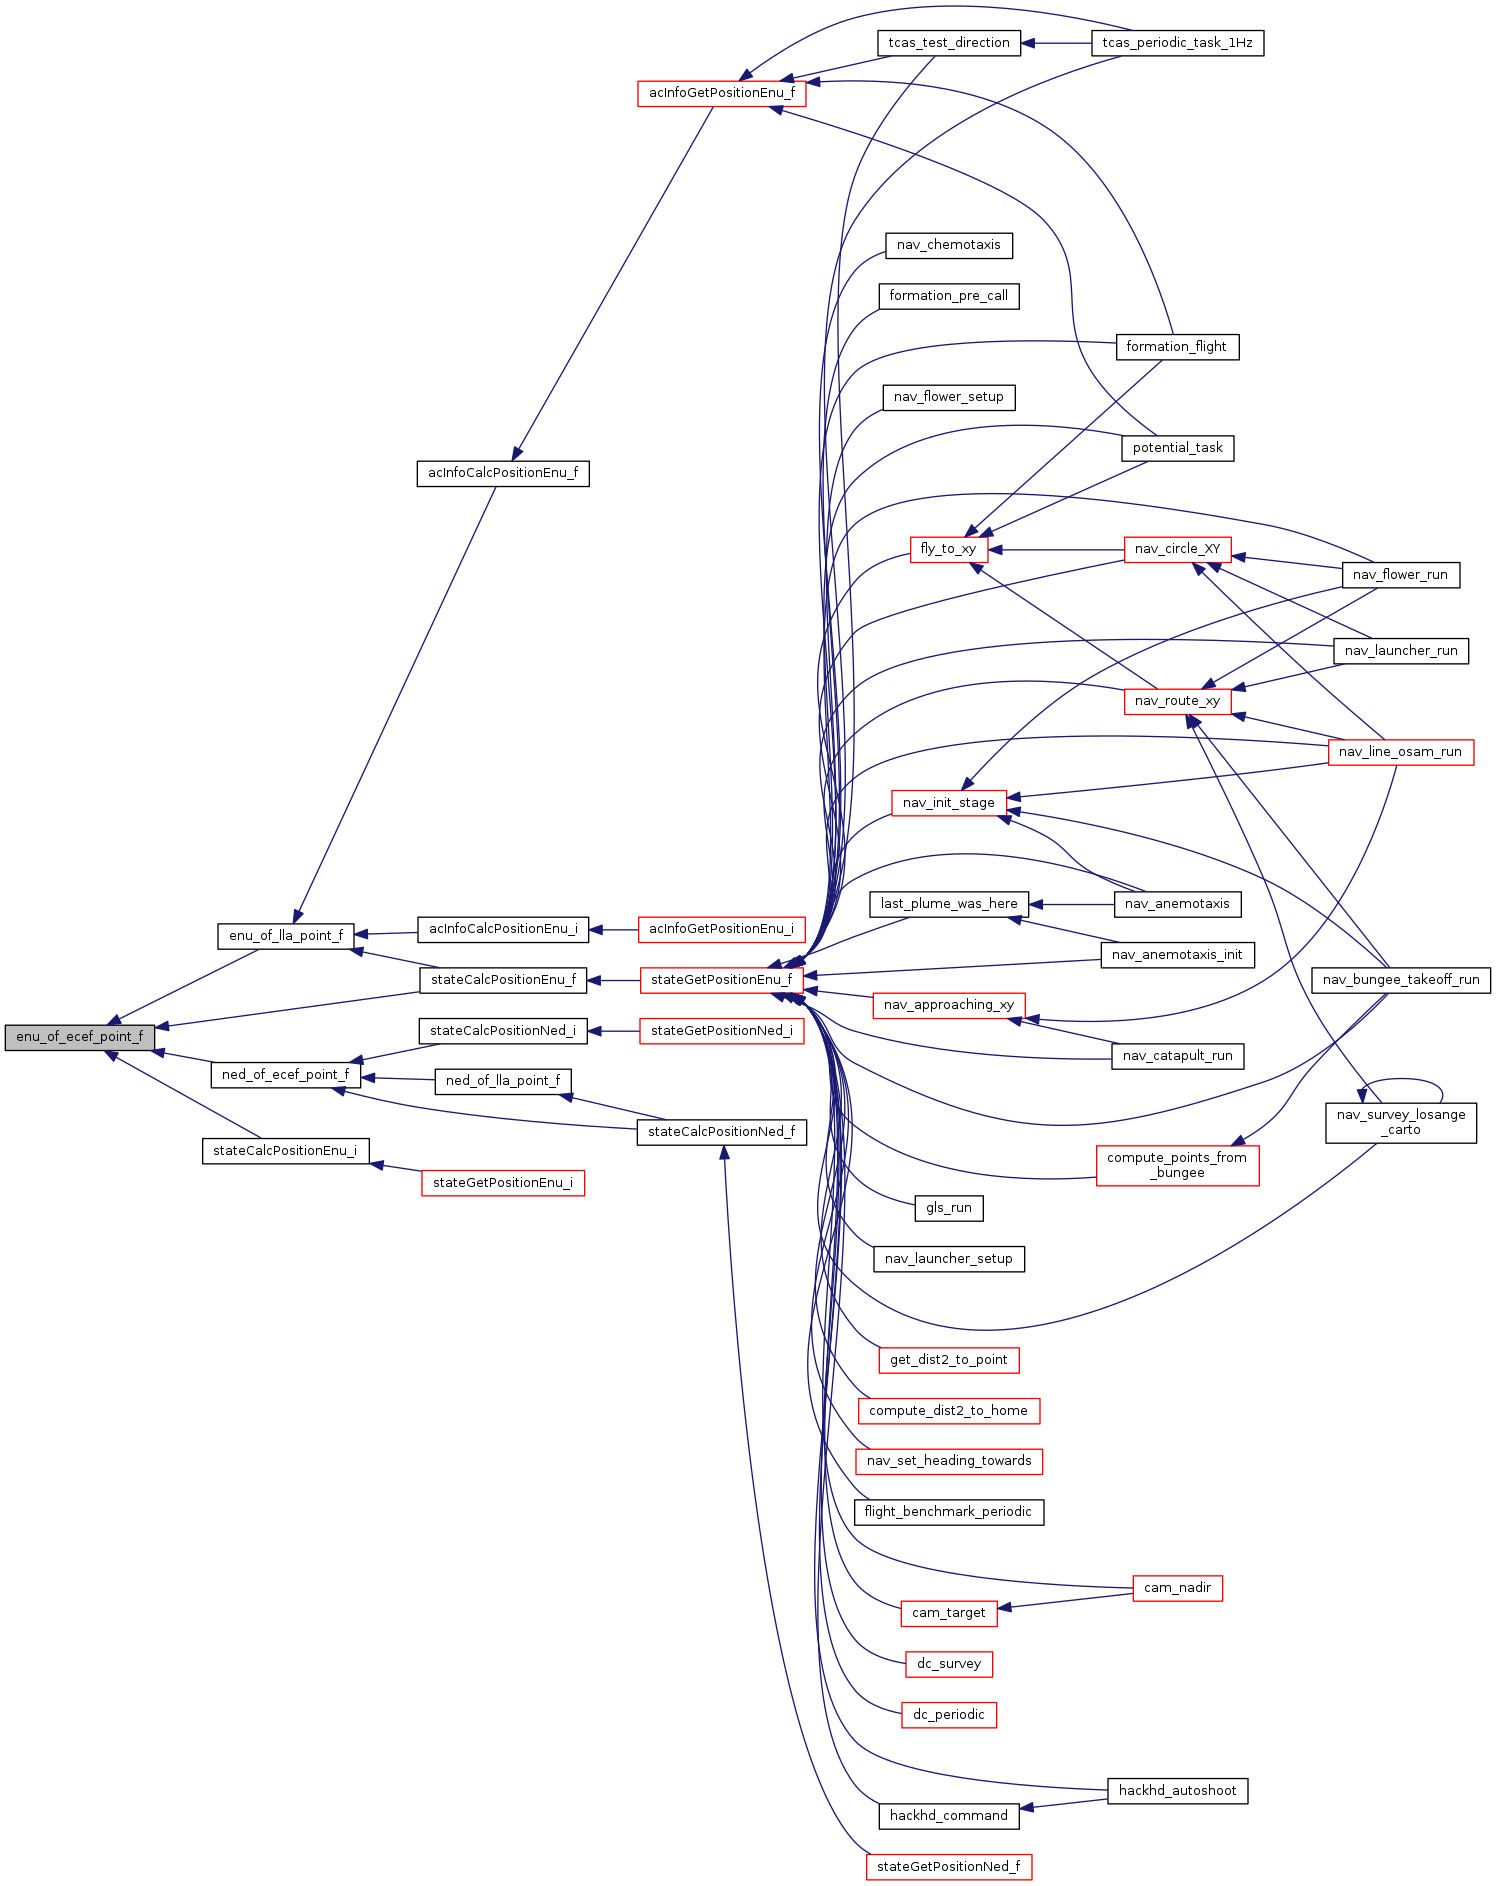 tcas_test_direction
tcas_periodic_task_1Hz
acInfoGetPositionEnu_f
nav_chemotaxis
formation_pre_call
formation_flight
nav_flower_setup
potential_task
acInfoCalcPositionEnu_f
fly_to_xy
nav_circle_XY
nav_flower_run
nav_launcher_run
nav_route_xy
nav_line_osam_run
nav_init_stage
last_plume_was_here
nav_anemotaxis
enu_of_lla_point_f
acInfoCalcPositionEnu_i
acInfoGetPositionEnu_i
nav_anemotaxis_init
stateCalcPositionEnu_f
stateGetPositionEnu_f
nav_bungee_takeoff_run
nav_approaching_xy
enu_of_ecef_point_f
stateCalcPositionNed_i
stateGetPositionNed_i
nav_catapult_run
ned_of_ecef_point_f
ned_of_lla_point_f
nav_survey_losange
_carto
stateCalcPositionNed_f
stateCalcPositionEnu_i
compute_points_from
_bungee
stateGetPositionEnu_i
gls_run
nav_launcher_setup
get_dist2_to_point
compute_dist2_to_home
nav_set_heading_towards
flight_benchmark_periodic
cam_nadir
cam_target
dc_survey
dc_periodic
hackhd_autoshoot
hackhd_command
stateGetPositionNed_f